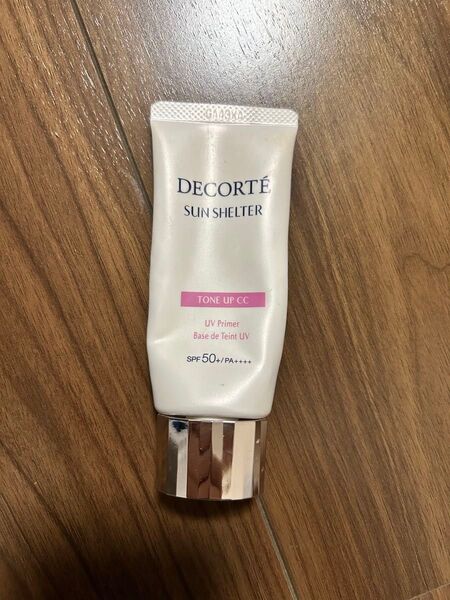 DECORTÉ
SUN SHELTER
TONE UP CC
UV Primer
Base de Teint UV
SPF50+/PA++++